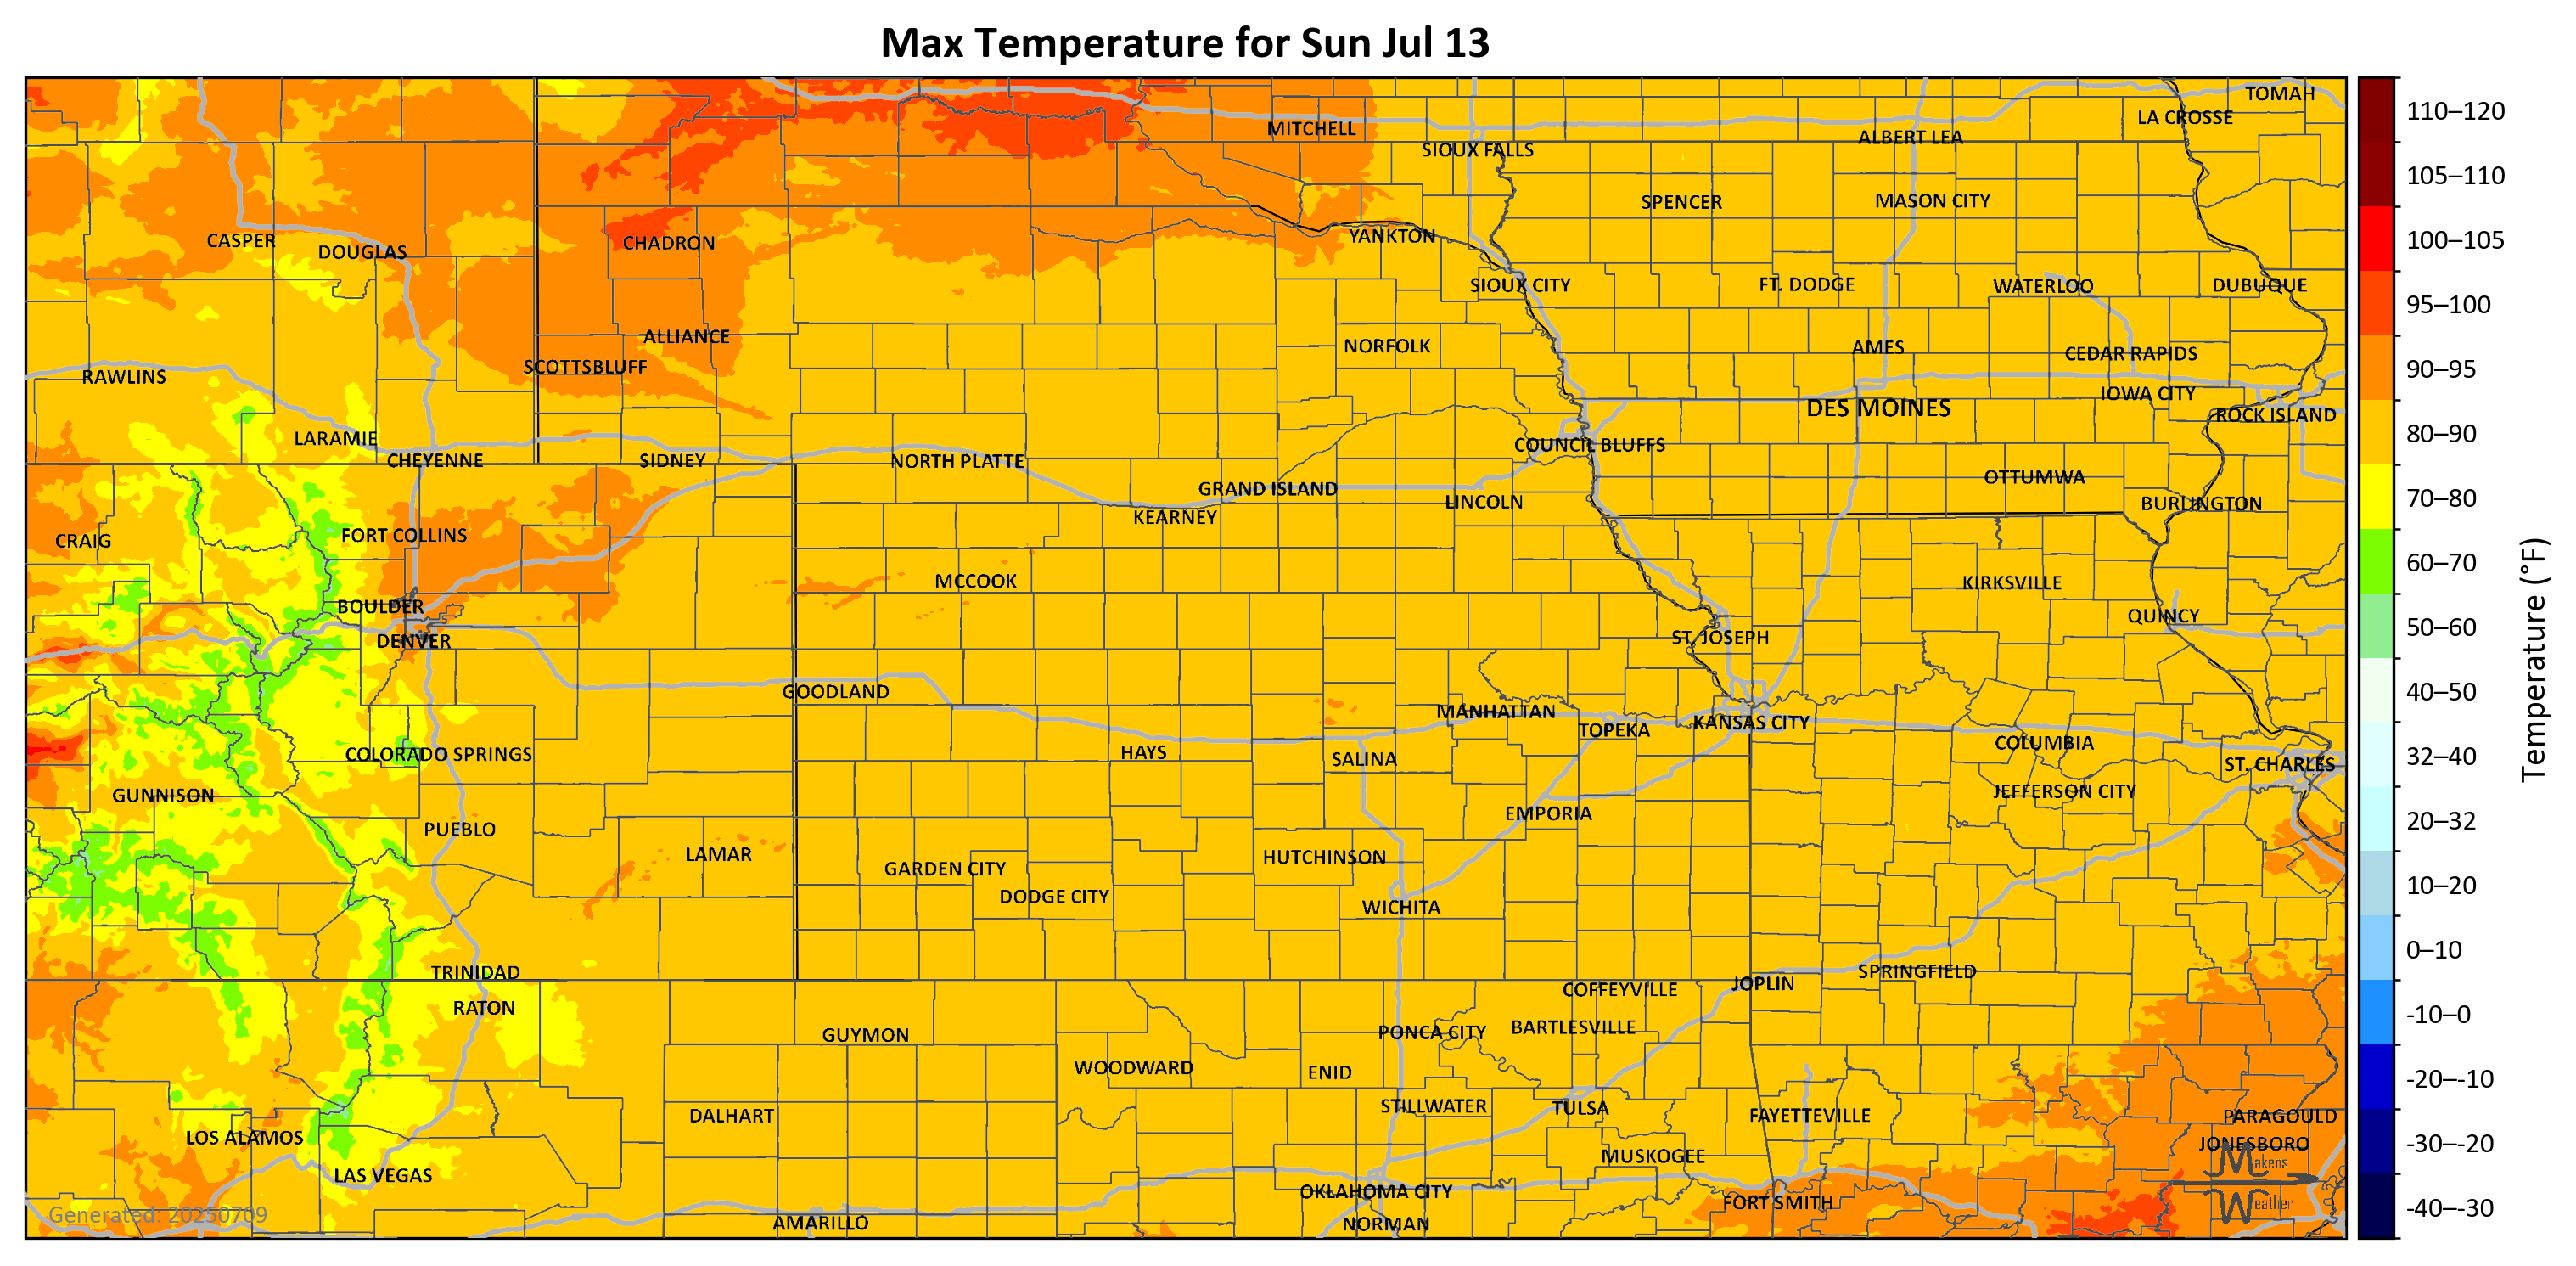 Max Temperature for Sun Jul 13
TOMAH
LA CROSSE
MITCHELL
ALBERT LEA
SIOUX FALLS
SPENCER
MASON CITY
CASPER
DOUGLAS
CHADRON
YANKTON
SIOUX CITY
FT. DODGE
WATERLOO
DUBUQUE
ALLIANCE
NORFOLK
AMES
CEDAR RAPIDS
SCOTTSBLUFF
RAWLINS
IOWA CITY
DES MOINES
ROCK ISLAND
LARAMIE
COUNCIL BLUFFS
CHEYENNE
SIDNEY
NORTH PLATTE
OTTUMWA
GRAND ISLAND
LINCOLN
BURLINGTON
KEARNEY
FORT COLLINS
CRAIG
MCCOOK
KIRKSVILLE
BOULDER
QUINCY
DENVER
ST. JOSEPH
GOODLAND
MANHATTAN
KANSAS CITY
TOPEKA
COLUMBIA
COLORADO SPRINGS
HAYS
SALINA
ST. CHARLES
GUNNISON
JEFFERSON CITY
EMPORIA
PUEBLO
LAMAR
HUTCHINSON
GARDEN CITY
DODGE CITY
WICHITA
TRINIDAD
SPRINGFIELD
JOPLIN
COFFEYVILLE
RATON
GUYMON
PONCA CITY
BARTLESVILLE
WOODWARD
ENID
STILLWATER
TULSA
DALHART
FAYETTEVILLE
PARAGOULD
LOS ALAMOS
JONESBORO
MUSKOGEE
LAS VEGAS
OKLAHOMA CITY
FORT SMITH
AMARILLO
NORMAN
Generated: 20250709
Makens
Weather
110–120
105–110
100–105
95–100
90–95
80–90
70–80
60–70
50–60
40–50
32–40
20–32
10–20
0–10
-10–0
-20–-10
-30–-20
-40–-30
Temperature (°F)